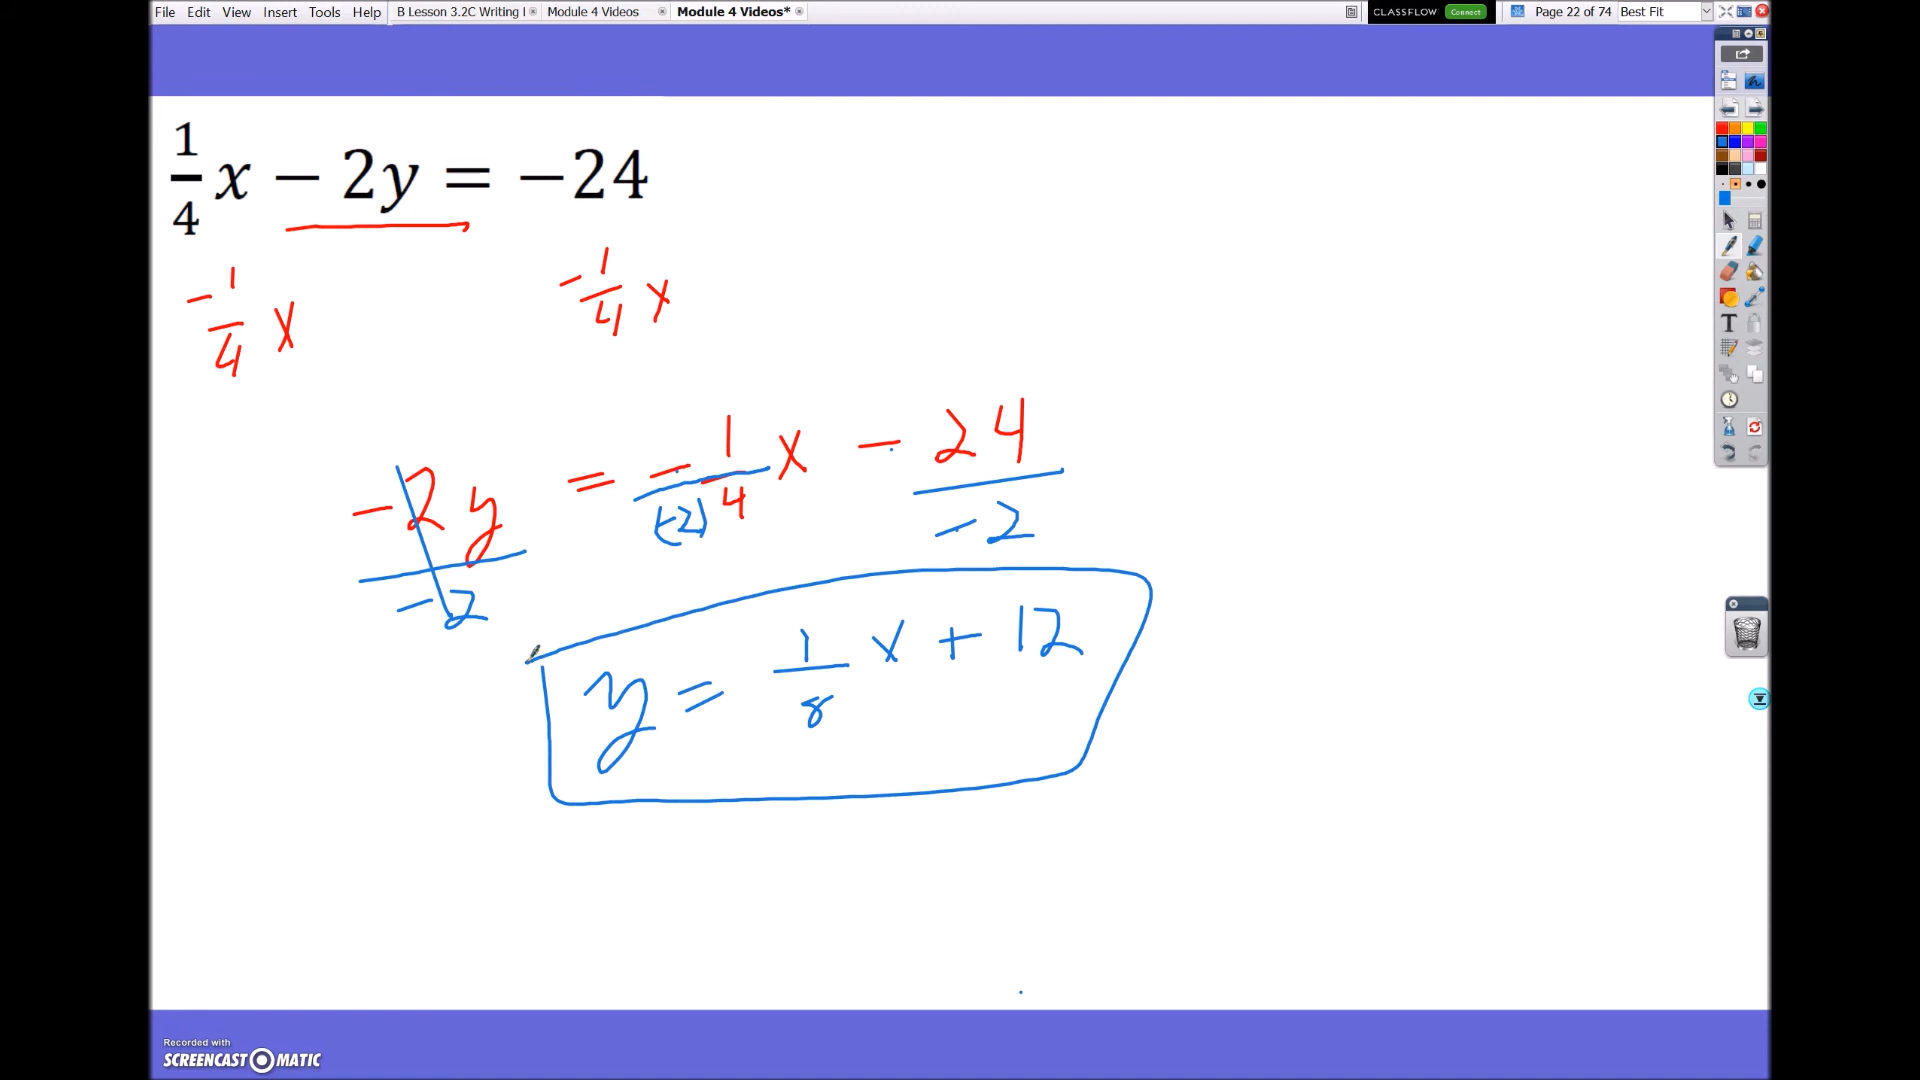 File Edit View Insert Tools Help B Lesson 3.2C Writing I Module 4 Videos Module 4 Videos* CLASSFLOW Connect Page 22 of 74 Best Fit
1/4 x − 2y = −24
-1/4 x -1/4 x
-2y = -1/4 x - 24
-2 (-2) -2
y = 1/8 x + 12
Recorded with
SCREENCAST MATIC